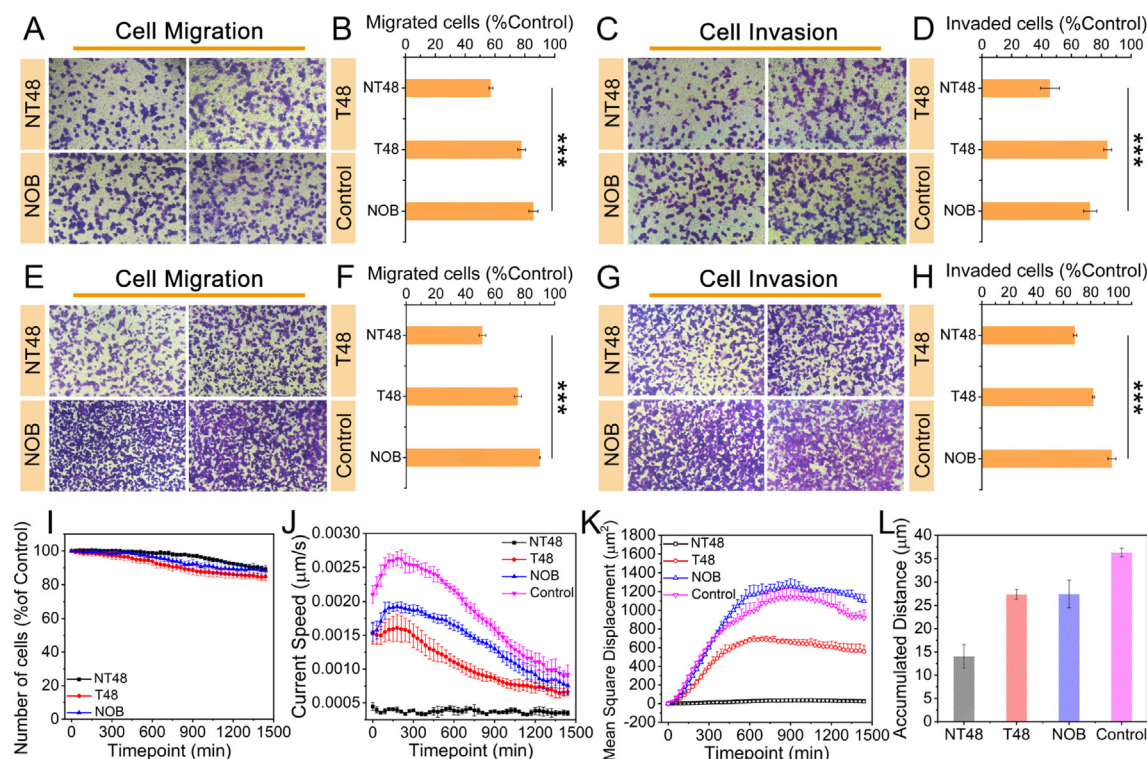 A
Cell Migration
NT48
T48
NOB
Control
B
Migrated cells (%Control)
0 20 40 60 80 100
NT48
T48
NOB
***
C
Cell Invasion
NT48
T48
NOB
Control
D
Invaded cells (%Control)
0 20 40 60 80 100
NT48
T48
NOB
***
E
Cell Migration
NT48
T48
NOB
Control
F
Migrated cells (%Control)
0 20 40 60 80 100
NT48
T48
NOB
***
G
Cell Invasion
NT48
T48
NOB
Control
H
Invaded cells (%Control)
0 20 40 60 80 100
NT48
T48
NOB
***
I
Number of cells (%of Control)
100
80
60
40
20
0
NT48
T48
NOB
0 300 600 900 1200 1500
Timepoint (min)
J
Current Speed (μm/s)
0.0030
0.0025
0.0020
0.0015
0.0010
0.0005
NT48
T48
NOB
Control
0 300 600 900 1200 1500
Timepoint (min)
K
Mean Square Displacement (μm²)
1800
1600
1400
1200
1000
800
600
400
200
0
-200
NT48
T48
NOB
Control
0 300 600 900 1200 1500
Timepoint (min)
L
Accumulated Distance (μm)
40
35
30
25
20
15
10
5
0
NT48 T48 NOB Control